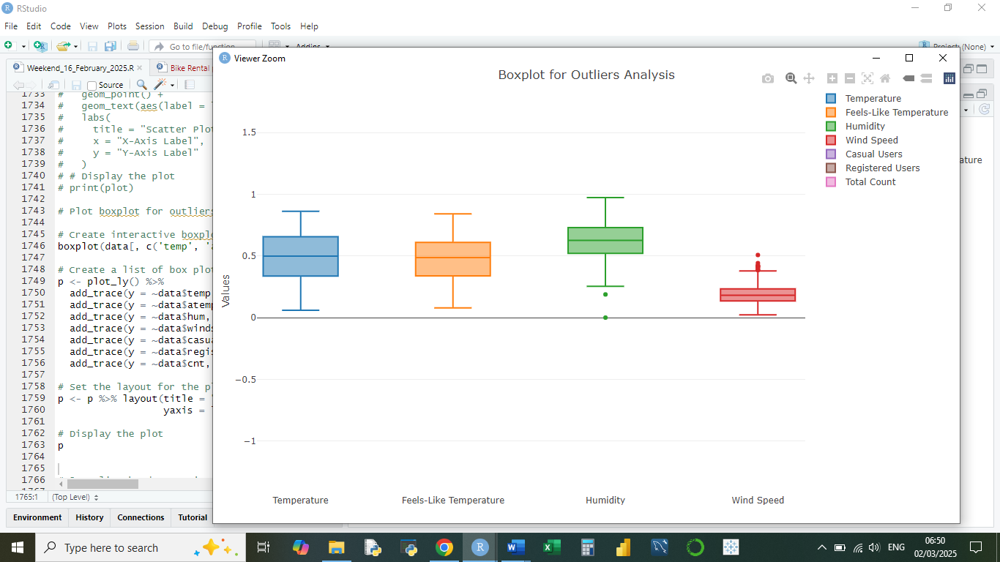 RStudio
File Edit Code View Plots Session Build Debug Profile Tools Help
Go to file/function
Addins
Project: (None)
Weekend_16_February_2025.R
Bike Rental
Source
Viewer Zoom
1733 # geom_point() +
1734 # geom_text(aes(label =
1735 # labs(
1736 # title = "Scatter Plot
1737 # x = "X-Axis Label",
1738 # y = "Y-Axis Label"
1739 # )
1740 # # Display the plot
1741 # print(plot)
1742
1743 # Plot boxplot for outliers
1744
1745 # Create interactive boxpl
1746 boxplot(data[, c('temp',
1747
1748 # Create a list of box plot
1749 p <- plot_ly() %>%
1750 add_trace(y = ~data$temp
1751 add_trace(y = ~data$atemp
1752 add_trace(y = ~data$hum,
1753 add_trace(y = ~data$winds
1754 add_trace(y = ~data$casua
1755 add_trace(y = ~data$regis
1756 add_trace(y = ~data$cnt,
1757
1758 # Set the layout for the pl
1759 p <- p %>% layout(title =
1760 yaxis =
1761
1762 # Display the plot
1763 p
1764
1765
1766
1765:1 (Top Level)
Environment History Connections Tutorial
Boxplot for Outliers Analysis
Temperature
Feels-Like Temperature
Humidity
Wind Speed
Casual Users
Registered Users
Total Count
1.5
1
0.5
0
−0.5
−1
Values
Temperature Feels-Like Temperature Humidity Wind Speed
ature
Type here to search
ENG
06:50
02/03/2025